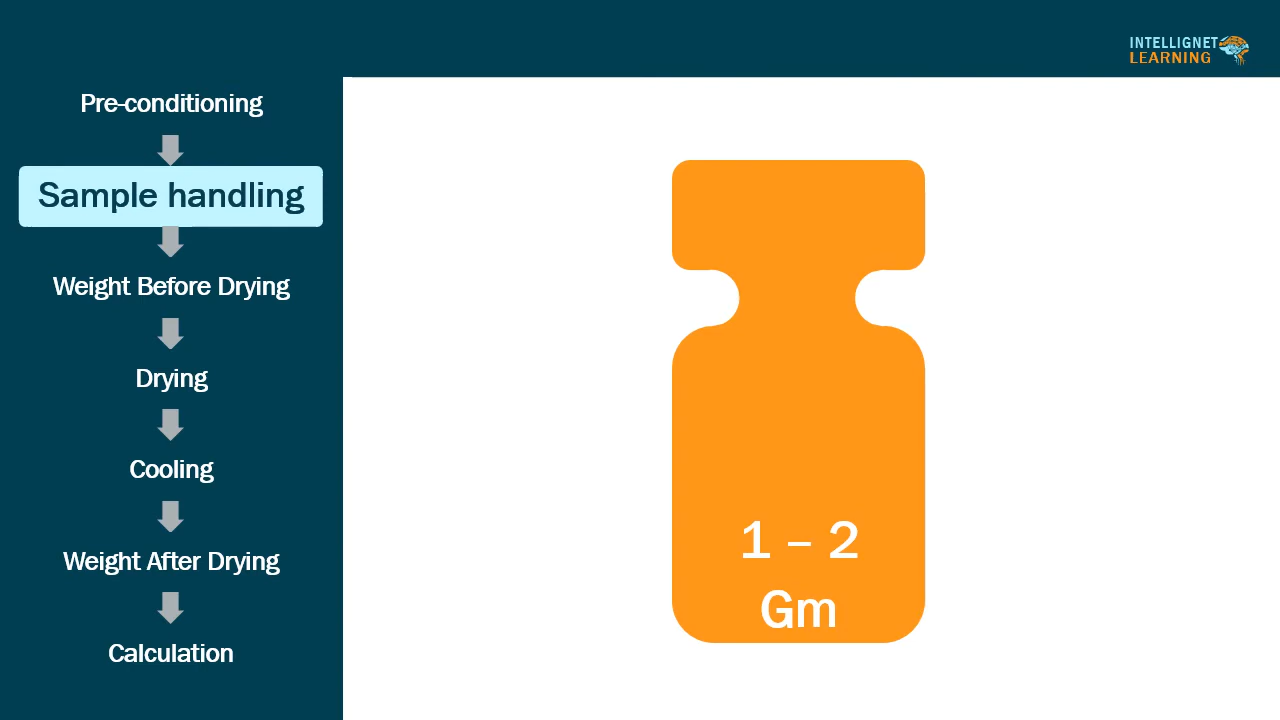 INTELLIGNET
LEARNING
Pre-conditioning
Sample handling
Weight Before Drying
Drying
Cooling
Weight After Drying
Calculation
1 – 2
Gm